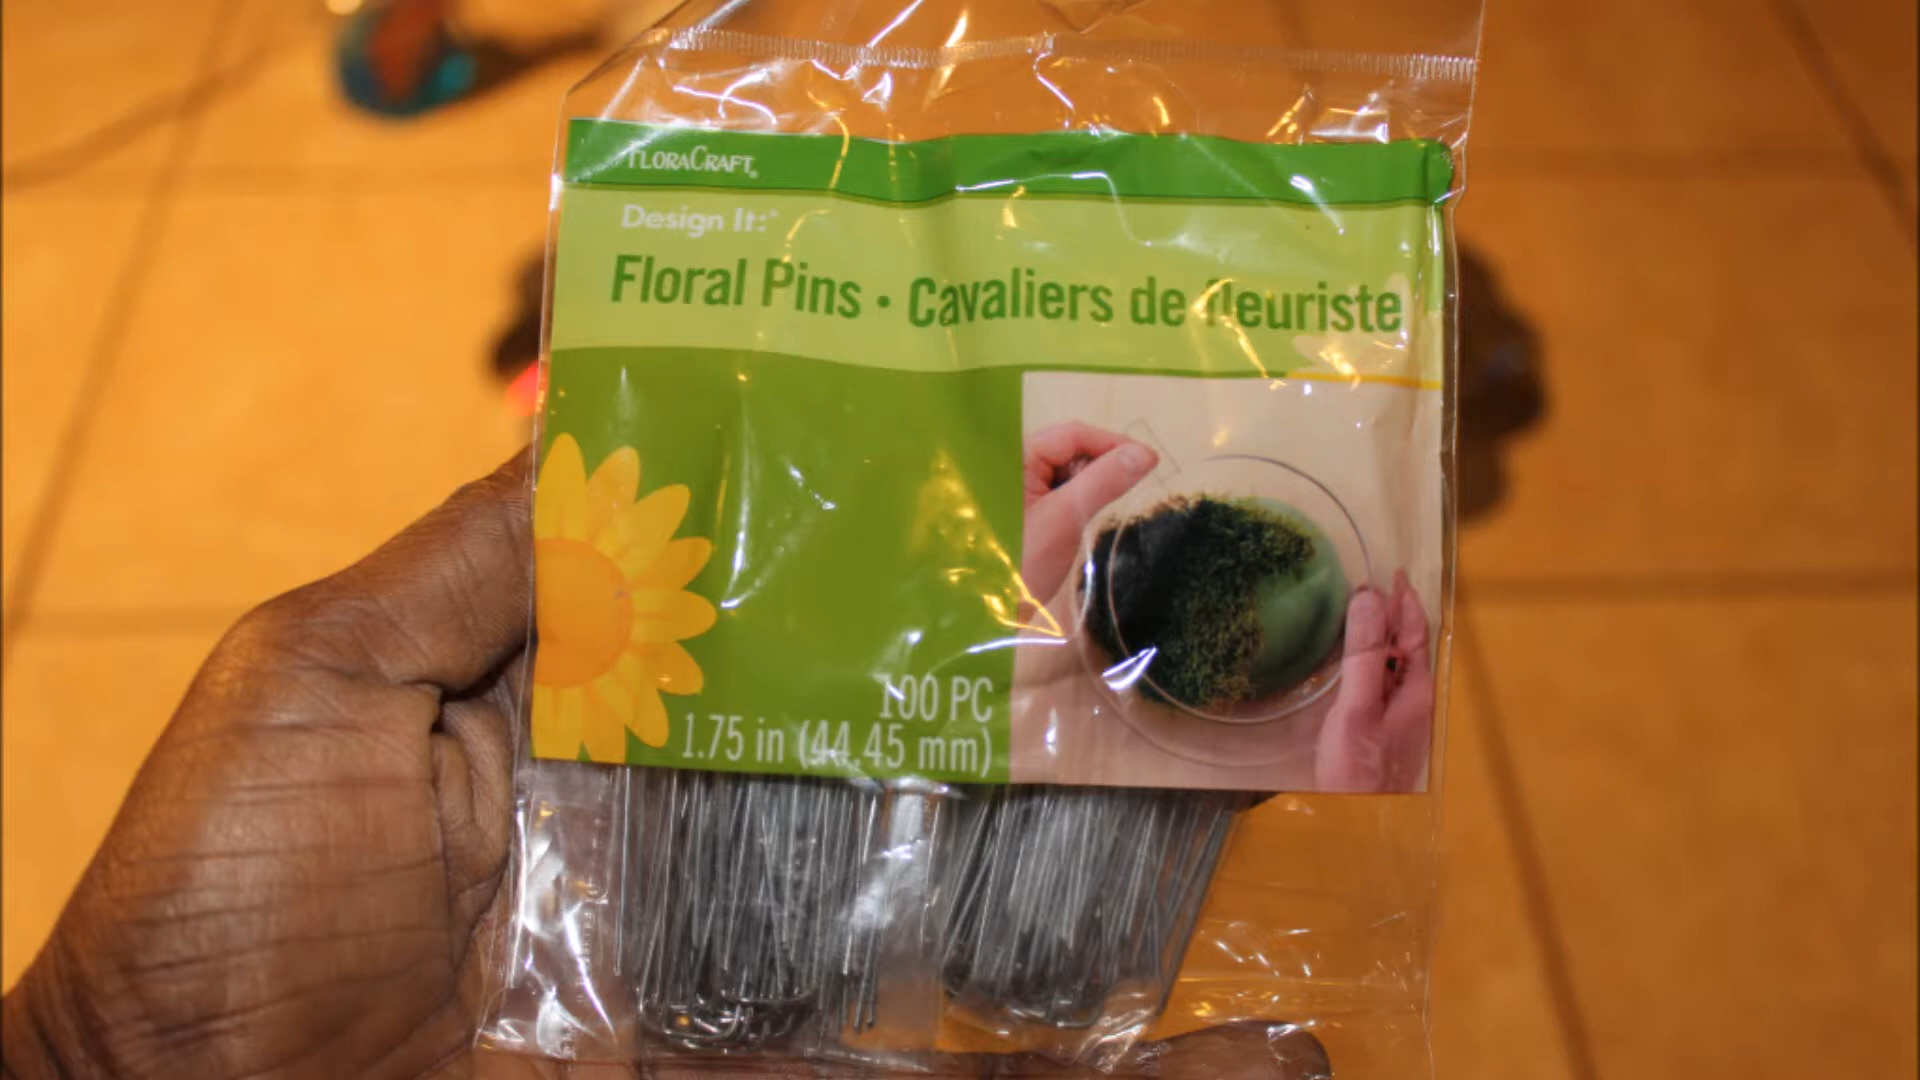 FLORACRAFT®
Design It:®
Floral Pins • Cavaliers de fleuriste
100 PC
1.75 in (44.45 mm)